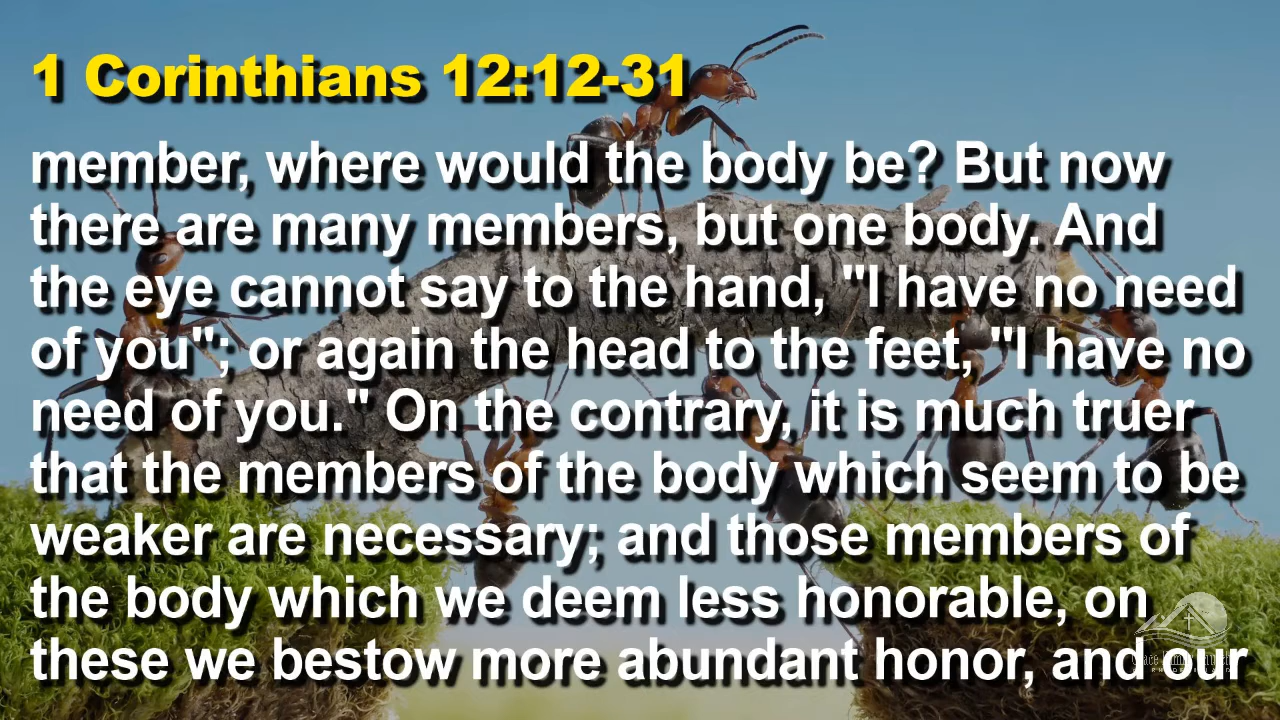 1 Corinthians 12:12-31
member, where would the body be? But now
there are many members, but one body. And
the eye cannot say to the hand, "I have no need
of you"; or again the head to the feet, "I have no
need of you." On the contrary, it is much truer
that the members of the body which seem to be
weaker are necessary; and those members of
the body which we deem less honorable, on
these we bestow more abundant honor, and our